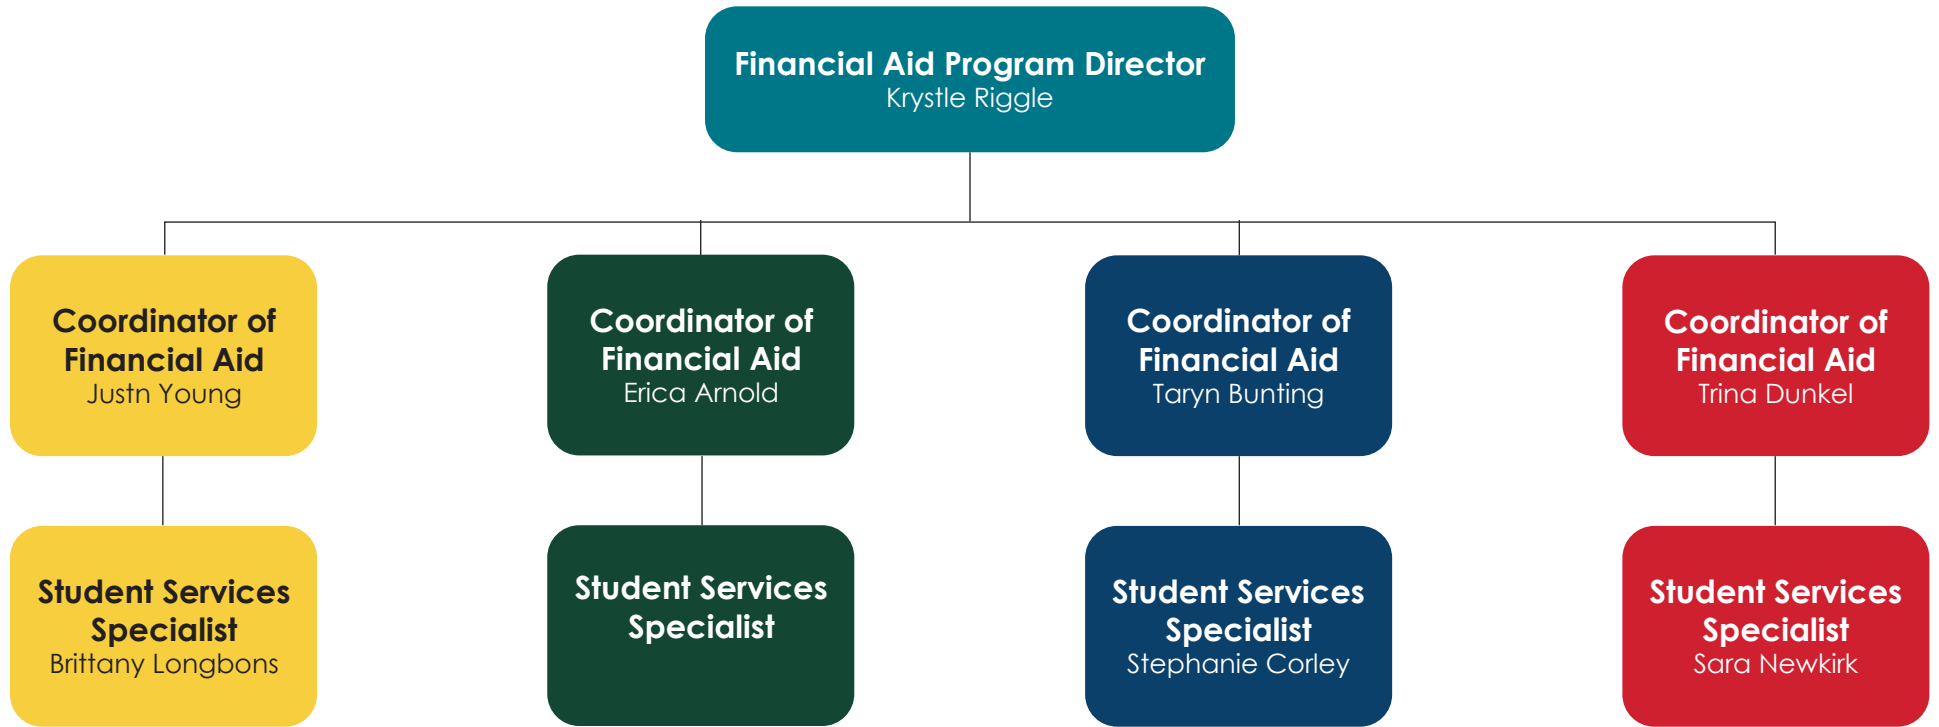 Financial Aid Program Director
Krystle Riggle
Coordinator of
Financial Aid
Justn Young
Coordinator of
Financial Aid
Erica Arnold
Coordinator of
Financial Aid
Taryn Bunting
Coordinator of
Financial Aid
Trina Dunkel
Student Services
Specialist
Brittany Longbons
Student Services
Specialist
Student Services
Specialist
Stephanie Corley
Student Services
Specialist
Sara Newkirk